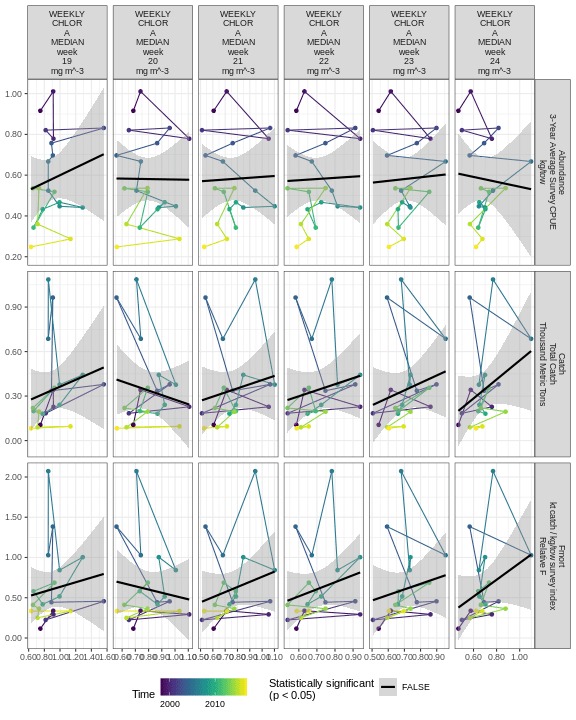 WEEKLY CHLOR A MEDIAN week 19 mg m^-3
WEEKLY CHLOR A MEDIAN week 20 mg m^-3
WEEKLY CHLOR A MEDIAN week 21 mg m^-3
WEEKLY CHLOR A MEDIAN week 22 mg m^-3
WEEKLY CHLOR A MEDIAN week 23 mg m^-3
WEEKLY CHLOR A MEDIAN week 24 mg m^-3
1.00
0.80
0.60
0.40
0.20
Abundance
3-Year Average Survey CPUE
kg/tow
0.90
0.60
0.30
0.00
Catch
Total Catch
Thousand Metric Tons
2.00
1.50
1.00
0.50
0.00
Fmort
kt catch / kg/tow survey index
Relative F
0.60 0.80 1.00 1.20 1.40 1.60
0.60 0.70 0.80 0.90 1.00 1.10
0.50 0.60 0.70 0.80 0.90 1.00 1.10
0.60 0.70 0.80 0.90
0.50 0.60 0.70 0.80 0.90
0.60 0.80 1.00
Time
2000 2010
Statistically significant
(p < 0.05)
FALSE